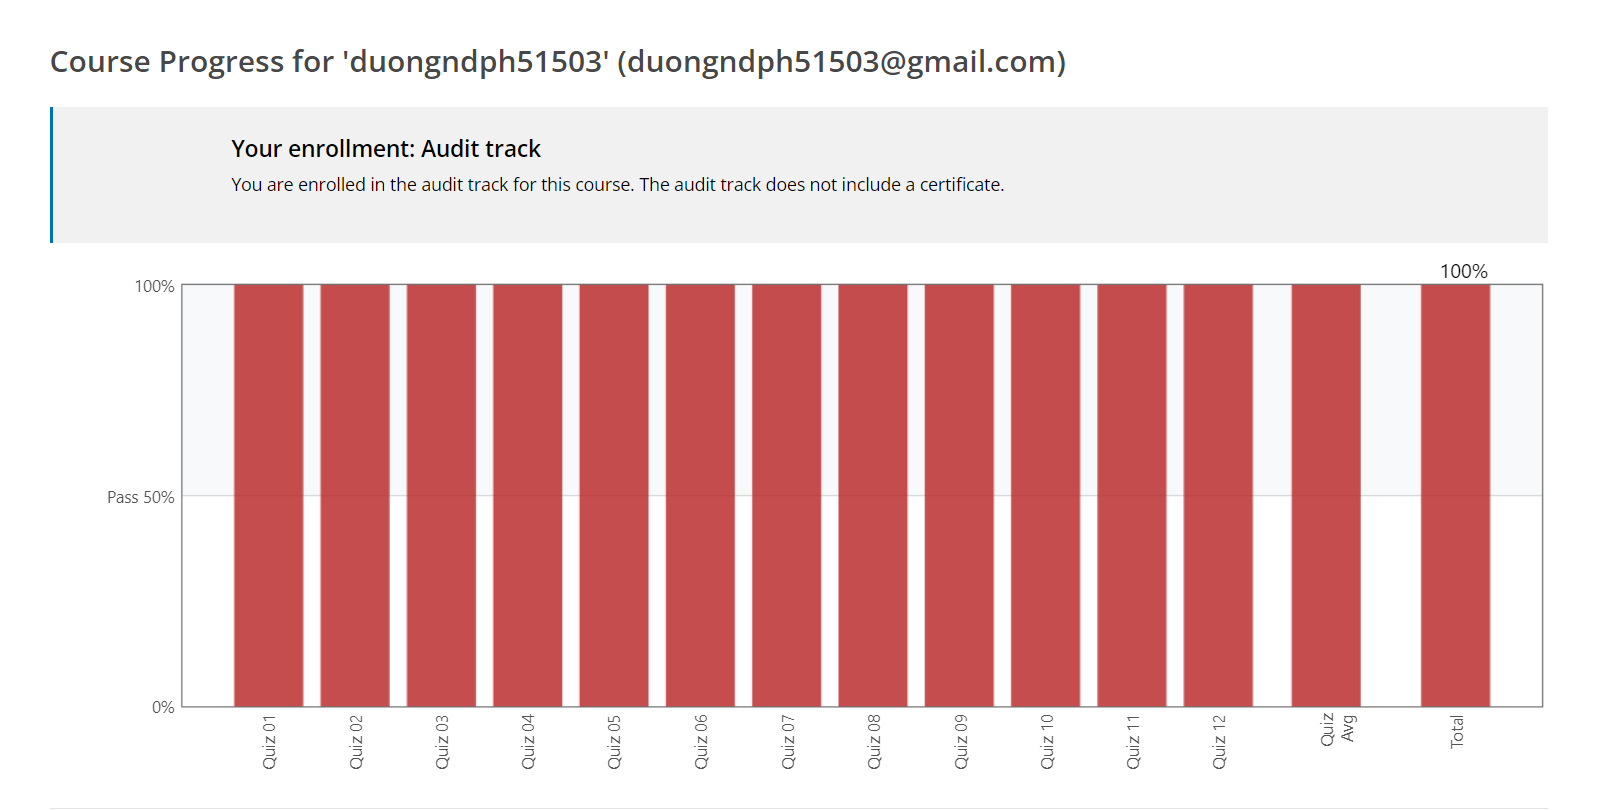 Course Progress for 'duongndph51503' (duongndph51503@gmail.com)
Your enrollment: Audit track
You are enrolled in the audit track for this course. The audit track does not include a certificate.
100%
100%
Pass 50%
0%
Quiz 01
Quiz 02
Quiz 03
Quiz 04
Quiz 05
Quiz 06
Quiz 07
Quiz 08
Quiz 09
Quiz 10
Quiz 11
Quiz 12
Quiz
Avg
Total